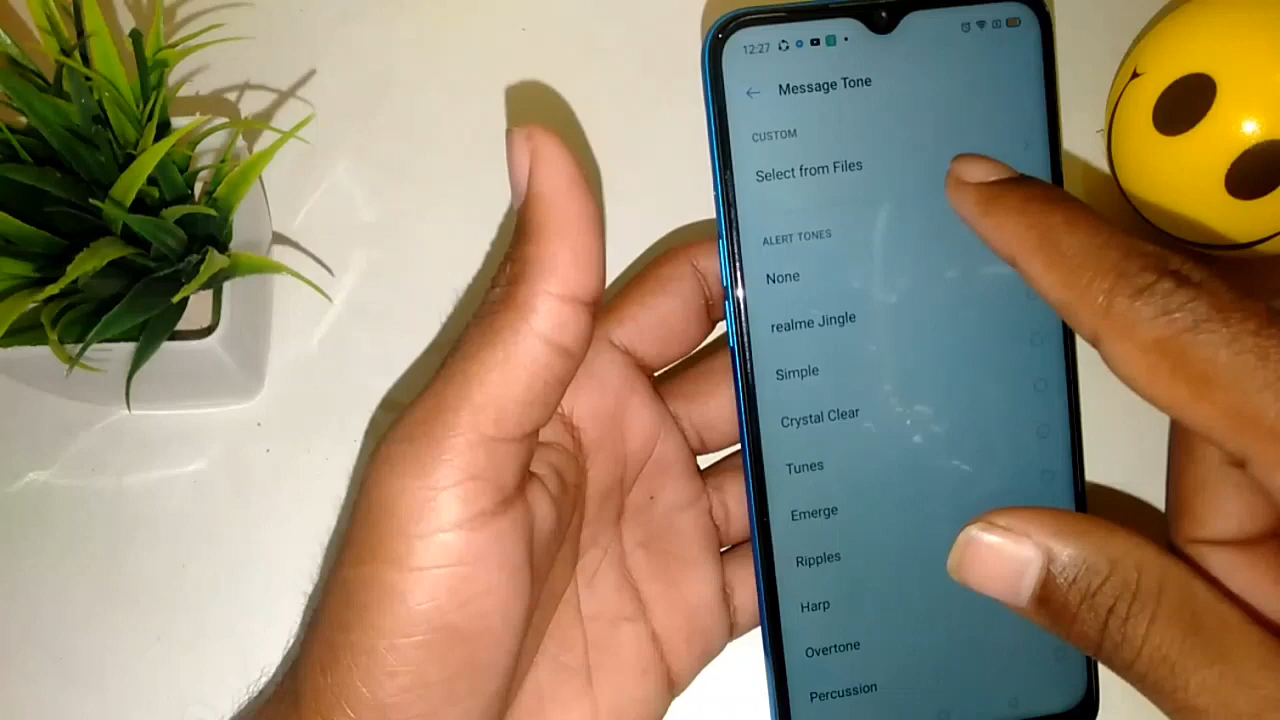 12:27
Message Tone
CUSTOM
Select from Files
ALERT TONES
None
realme Jingle
Simple
Crystal Clear
Tunes
Emerge
Ripples
Harp
Overtone
Percussion